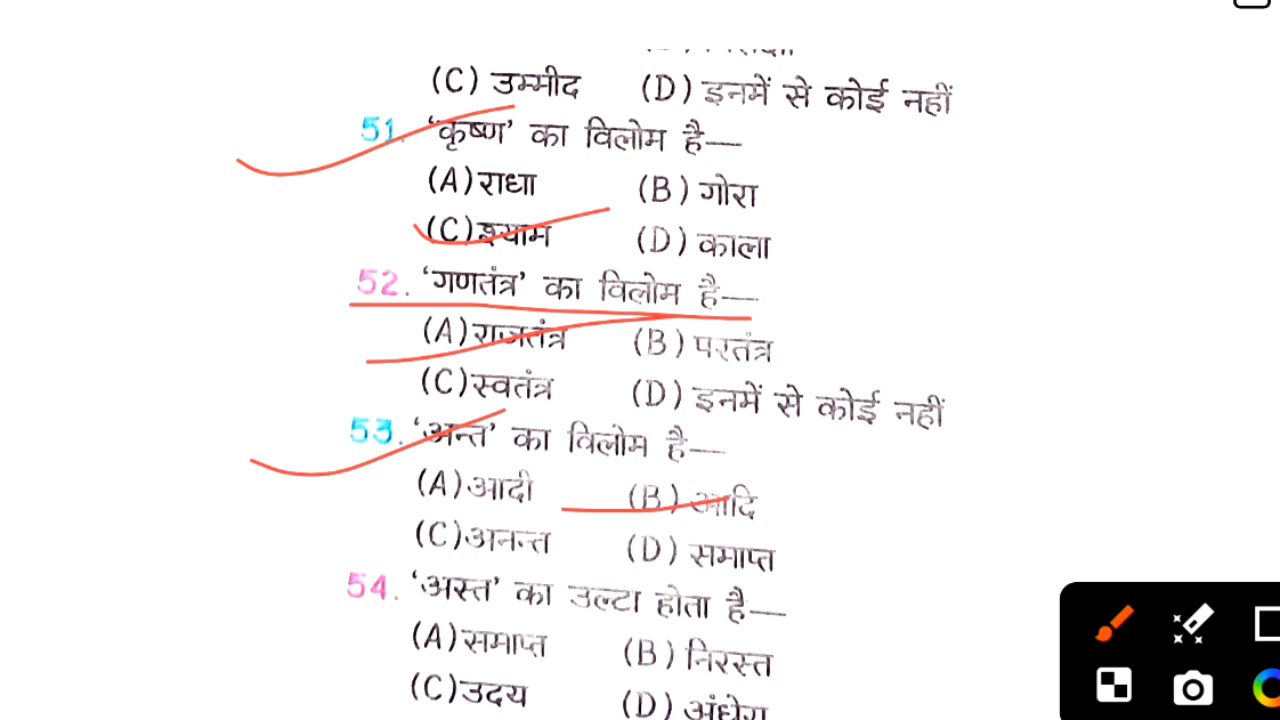 (C) उम्मीद (D) इनमें से कोई नहीं
51. ‘कृष्ण’ का विलोम है—
(A) राधा (B) गोरा
(C) श्याम (D) काला
52. ‘गणतंत्र’ का विलोम है—
(A) राजतंत्र (B) परतंत्र
(C) स्वतंत्र (D) इनमें से कोई नहीं
53. ‘अन्त’ का विलोम है—
(A) आदी (B) आदि
(C) अनन्त (D) समाप्त
54. ‘अस्त’ का उल्टा होता है—
(A) समाप्त (B) निरस्त
(C) उदय (D) अंधेरा